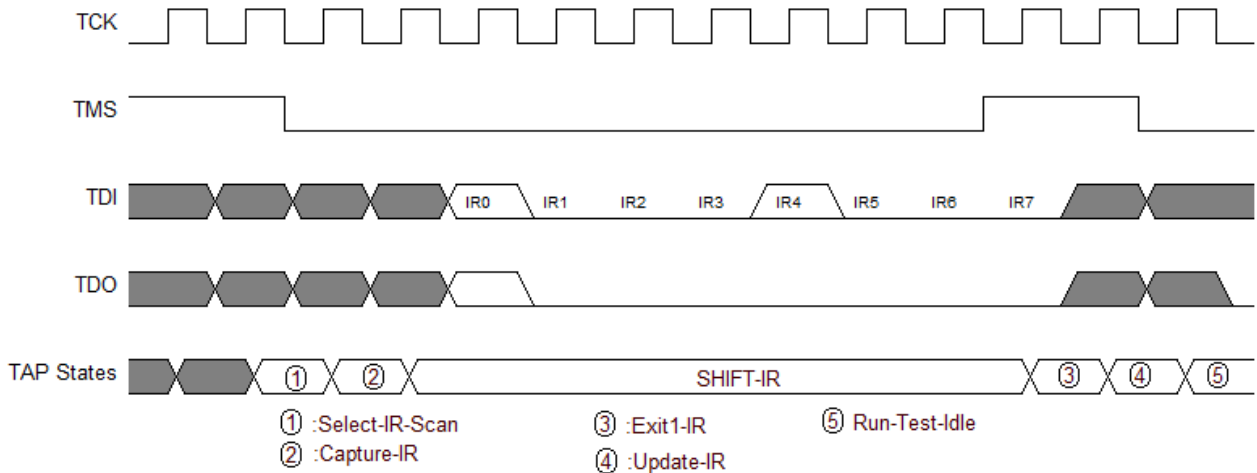 TCK
TMS
TDI IR0 IR1 IR2 IR3 IR4 IR5 IR6 IR7
TDO
TAP States 1 2 SHIFT-IR 3 4 5
1 :Select-IR-Scan 3 :Exit1-IR 5 Run-Test-Idle
2 :Capture-IR 4 :Update-IR